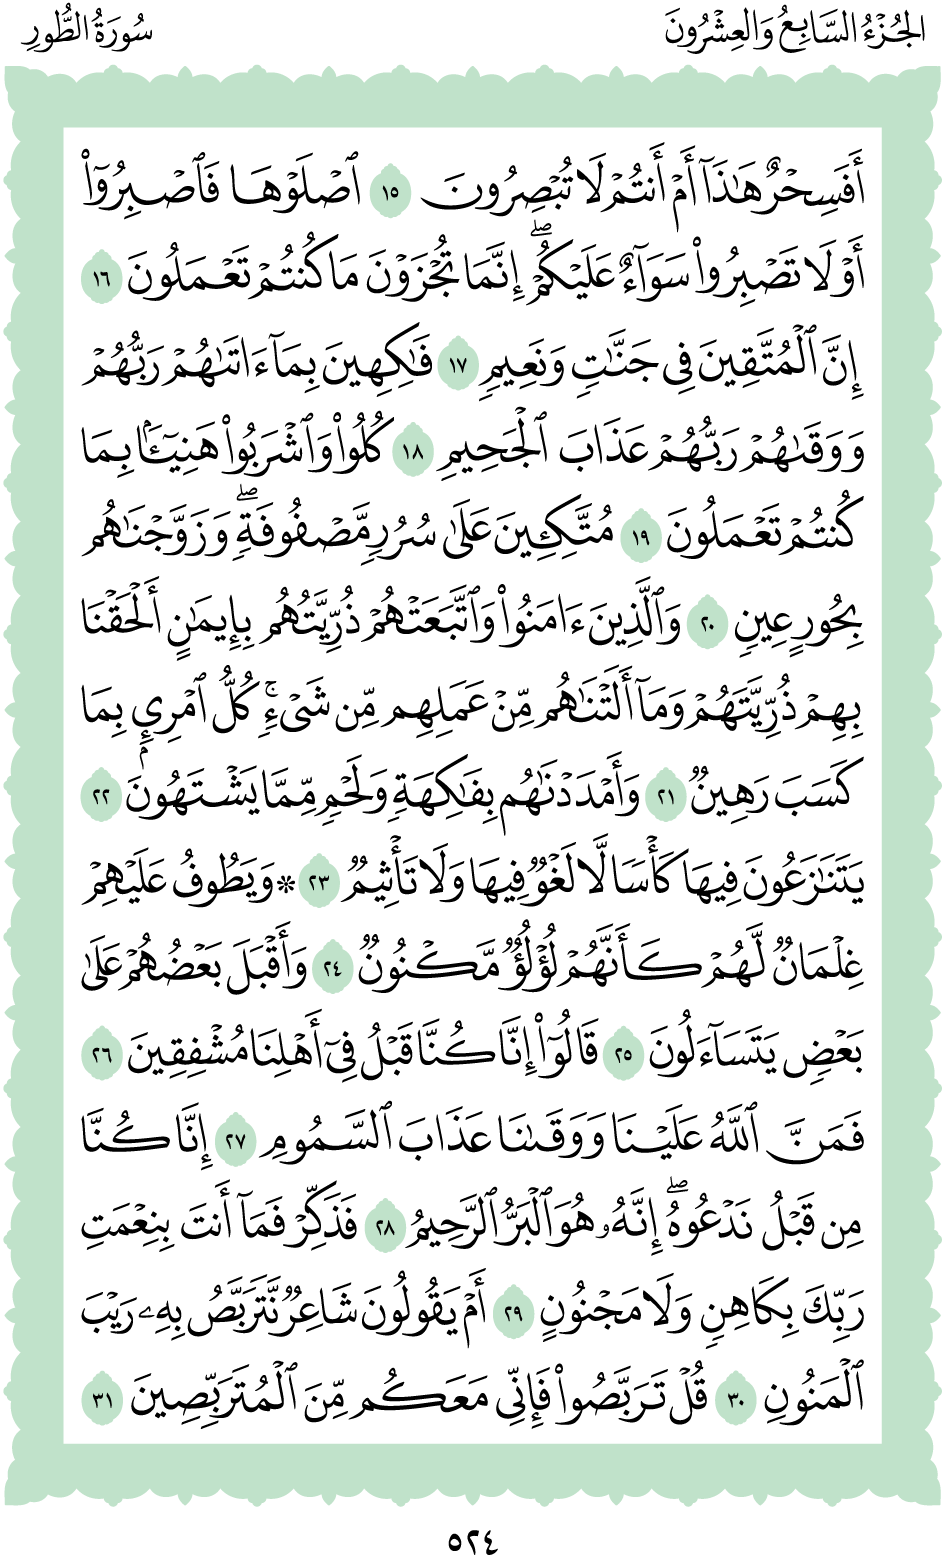 الجُزْءُ السَّابِعُ وَالعِشْرُونَ
سُورَةُ الطُّورِ
أَفَسِحْرٌ هَٰذَآ أَمْ أَنتُمْ لَا تُبْصِرُونَ ١٥ ٱصْلَوْهَا فَٱصْبِرُوٓا۟
أَوْ لَا تَصْبِرُوا۟ سَوَآءٌ عَلَيْكُمْ ۖ إِنَّمَا تُجْزَوْنَ مَا كُنتُمْ تَعْمَلُونَ ١٦
إِنَّ ٱلْمُتَّقِينَ فِى جَنَّٰتٍ وَنَعِيمٍ ١٧ فَٰكِهِينَ بِمَآ ءَاتَىٰهُمْ رَبُّهُمْ
وَوَقَىٰهُمْ رَبُّهُمْ عَذَابَ ٱلْجَحِيمِ ١٨ كُلُوا۟ وَٱشْرَبُوا۟ هَنِيٓـًٔۢا بِمَا
كُنتُمْ تَعْمَلُونَ ١٩ مُتَّكِـِٔينَ عَلَىٰ سُرُرٍ مَّصْفُوفَةٍ ۖ وَزَوَّجْنَٰهُم
بِحُورٍ عِينٍ ٢٠ وَٱلَّذِينَ ءَامَنُوا۟ وَٱتَّبَعَتْهُمْ ذُرِّيَّتُهُم بِإِيمَٰنٍ أَلْحَقْنَا
بِهِمْ ذُرِّيَّتَهُمْ وَمَآ أَلَتْنَٰهُم مِّنْ عَمَلِهِم مِّن شَىْءٍ ۚ كُلُّ ٱمْرِئٍۭ بِمَا
كَسَبَ رَهِينٌ ٢١ وَأَمْدَدْنَٰهُم بِفَٰكِهَةٍ وَلَحْمٍ مِّمَّا يَشْتَهُونَ ٢٢
يَتَنَٰزَعُونَ فِيهَا كَأْسًا لَّا لَغْوٌ فِيهَا وَلَا تَأْثِيمٌ ٢٣ ۞ وَيَطُوفُ عَلَيْهِمْ
غِلْمَانٌ لَّهُمْ كَأَنَّهُمْ لُؤْلُؤٌ مَّكْنُونٌ ٢٤ وَأَقْبَلَ بَعْضُهُمْ عَلَىٰ
بَعْضٍ يَتَسَآءَلُونَ ٢٥ قَالُوٓا۟ إِنَّا كُنَّا قَبْلُ فِىٓ أَهْلِنَا مُشْفِقِينَ ٢٦
فَمَنَّ ٱللَّهُ عَلَيْنَا وَوَقَىٰنَا عَذَابَ ٱلسَّمُومِ ٢٧ إِنَّا كُنَّا
مِن قَبْلُ نَدْعُوهُ ۖ إِنَّهُۥ هُوَ ٱلْبَرُّ ٱلرَّحِيمُ ٢٨ فَذَكِّرْ فَمَآ أَنتَ بِنِعْمَتِ
رَبِّكَ بِكَاهِنٍ وَلَا مَجْنُونٍ ٢٩ أَمْ يَقُولُونَ شَاعِرٌ نَّتَرَبَّصُ بِهِۦ رَيْبَ
ٱلْمَنُونِ ٣٠ قُلْ تَرَبَّصُوا۟ فَإِنِّى مَعَكُم مِّنَ ٱلْمُتَرَبِّصِينَ ٣١
٥٢٤